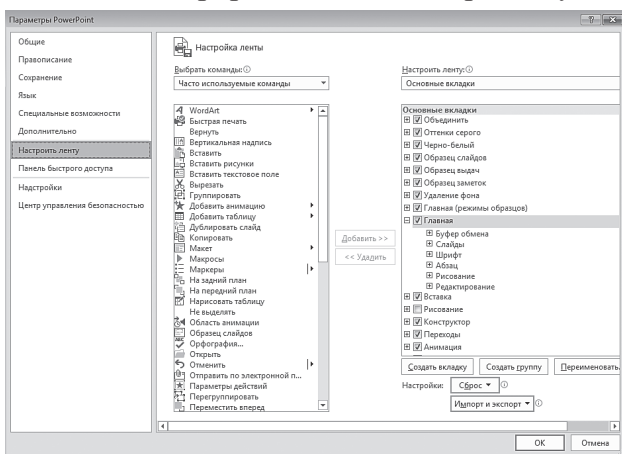 Параметры PowerPoint
Общие
Правописание
Сохранение
Язык
Специальные возможности
Дополнительно
Настроить ленту
Панель быстрого доступа
Надстройки
Центр управления безопасностью
Настройка ленты
Выбрать команды:
Часто используемые команды
WordArt
Быстрая печать
Вернуть
Вертикальная надпись
Вставить
Вставить рисунки
Вставить текстовое поле
Вырезать
Группировать
Добавить анимацию
Добавить таблицу
Дублировать слайд
Копировать
Макет
Макросы
Маркеры
На задний план
На передний план
Нарисовать таблицу
Не выделять
Область анимации
Образец слайдов
Орфография...
Открыть
Отменить
Отправить по электронной п...
Параметры действий
Перегруппировать
Переместить вперед
Добавить >>
<< Удалить
Настроить ленту:
Основные вкладки
Основные вкладки
Объединить
Оттенки серого
Черно-белый
Образец слайдов
Образец выдач
Образец заметок
Удаление фона
Главная (режимы образцов)
Главная
Буфер обмена
Слайды
Шрифт
Абзац
Рисование
Редактирование
Вставка
Рисование
Конструктор
Переходы
Анимация
Создать вкладку
Создать группу
Переименовать.
Настройки:
Сброс
Импорт и экспорт
ОК
Отмена